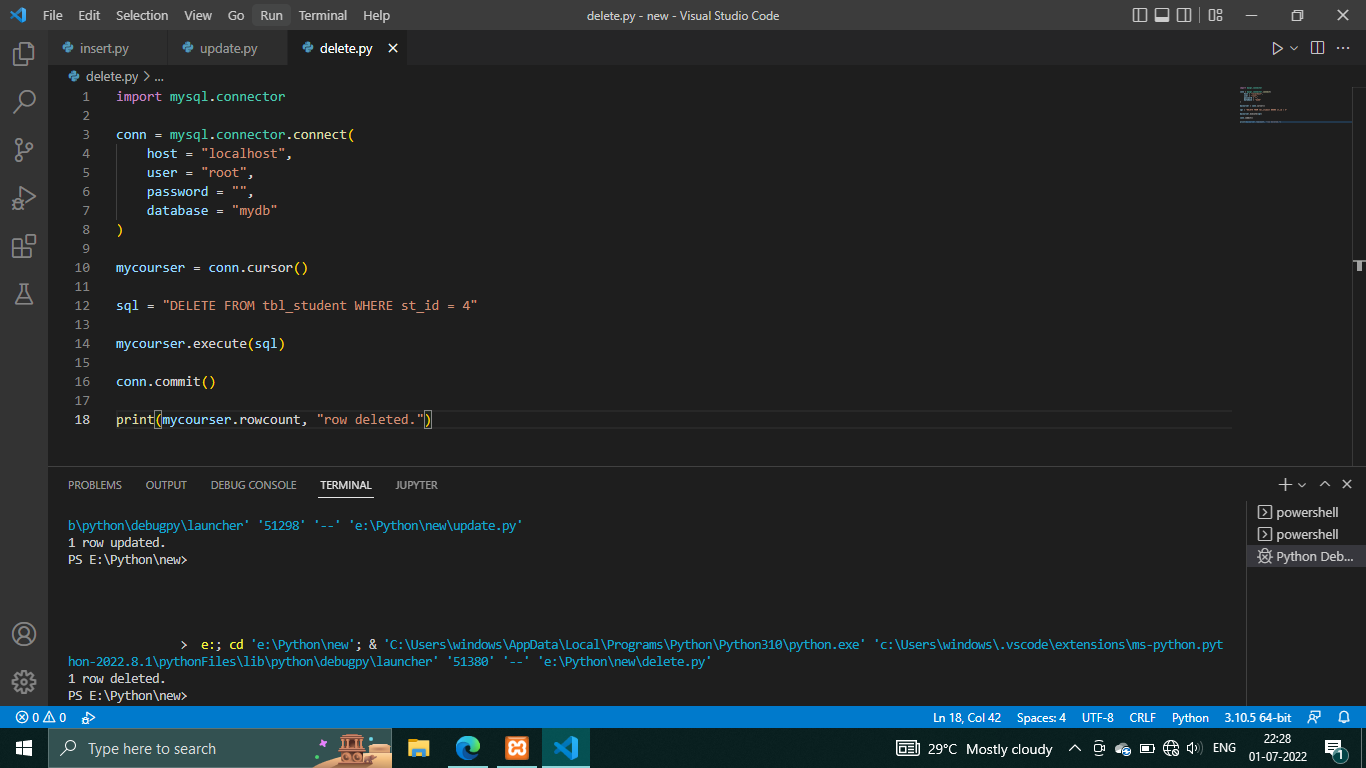 File Edit Selection View Go Run Terminal Help delete.py - new - Visual Studio Code
insert.py update.py delete.py
delete.py > ...
1 import mysql.connector
2
3 conn = mysql.connector.connect(
4 host = "localhost",
5 user = "root",
6 password = "",
7 database = "mydb"
8 )
9
10 mycourser = conn.cursor()
11
12 sql = "DELETE FROM tbl_student WHERE st_id = 4"
13
14 mycourser.execute(sql)
15
16 conn.commit()
17
18 print(mycourser.rowcount, "row deleted.")
PROBLEMS OUTPUT DEBUG CONSOLE TERMINAL JUPYTER
b\python\debugpy\launcher' '51298' '--' 'e:\Python\new\update.py'
1 row updated.
PS E:\Python\new>
> e:; cd 'e:\Python\new'; & 'C:\Users\windows\AppData\Local\Programs\Python\Python310\python.exe' 'c:\Users\windows\.vscode\extensions\ms-python.pyt
hon-2022.8.1\pythonFiles\lib\python\debugpy\launcher' '51380' '--' 'e:\Python\new\delete.py'
1 row deleted.
PS E:\Python\new>
powershell
powershell
Python Deb...
0 0 Ln 18, Col 42 Spaces: 4 UTF-8 CRLF Python 3.10.5 64-bit
Type here to search 29°C Mostly cloudy ENG 22:28
01-07-2022 1